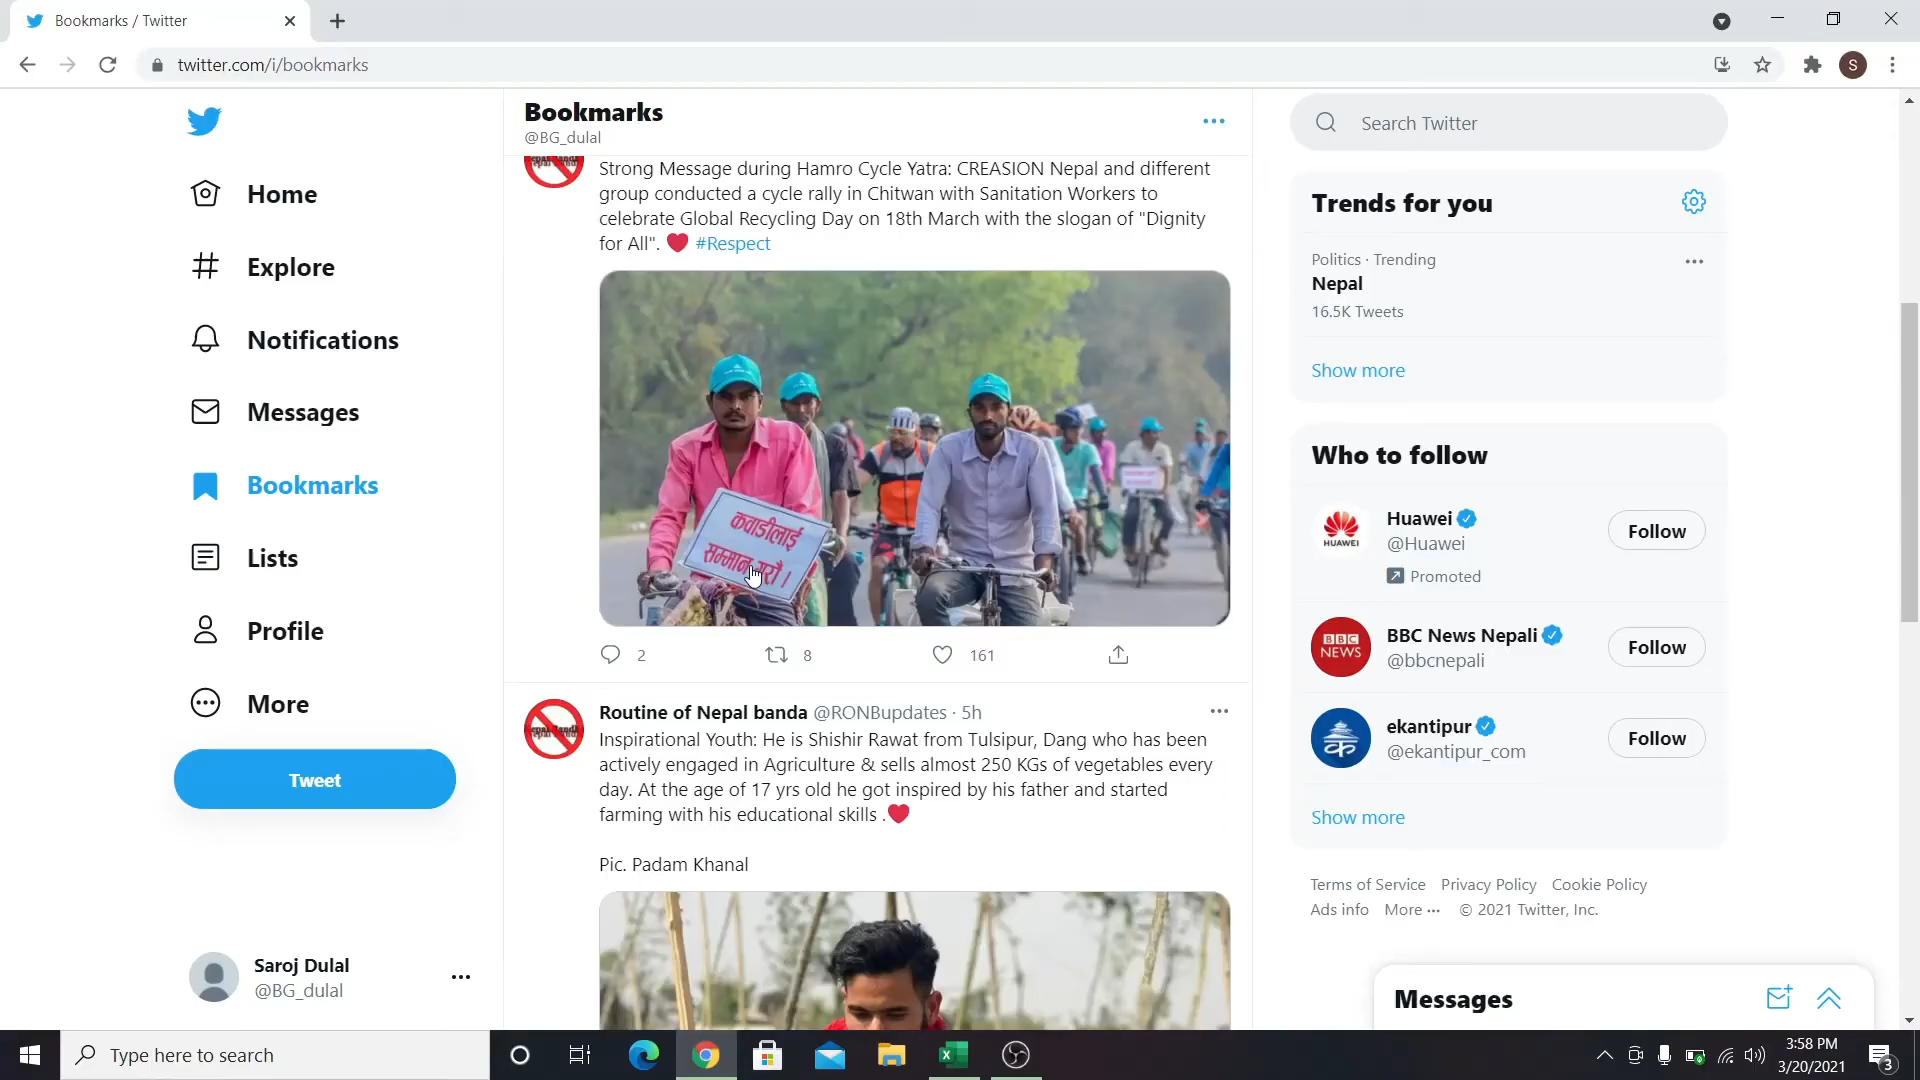 Bookmarks / Twitter
twitter.com/i/bookmarks
S
Home
Explore
Notifications
Messages
Bookmarks
Lists
Profile
More
Tweet
Saroj Dulal
@BG_dulal
Bookmarks
@BG_dulal
Strong Message during Hamro Cycle Yatra: CREASION Nepal and different
group conducted a cycle rally in Chitwan with Sanitation Workers to
celebrate Global Recycling Day on 18th March with the slogan of "Dignity
for All". ❤ #Respect
कवाडीलाई
सम्मान गरौं ।
2
8
161
Routine of Nepal banda @RONBupdates · 5h
Inspirational Youth: He is Shishir Rawat from Tulsipur, Dang who has been
actively engaged in Agriculture & sells almost 250 KGs of vegetables every
day. At the age of 17 yrs old he got inspired by his father and started
farming with his educational skills .❤
Pic. Padam Khanal
Search Twitter
Trends for you
Politics · Trending
Nepal
16.5K Tweets
Show more
Who to follow
HUAWEI
Huawei
@Huawei
Promoted
Follow
BBC
NEWS
BBC News Nepali
@bbcnepali
Follow
क
ekantipur
@ekantipur_com
Follow
Show more
Terms of Service Privacy Policy Cookie Policy
Ads info More ··· © 2021 Twitter, Inc.
Messages
Type here to search
3:58 PM
3/20/2021
3